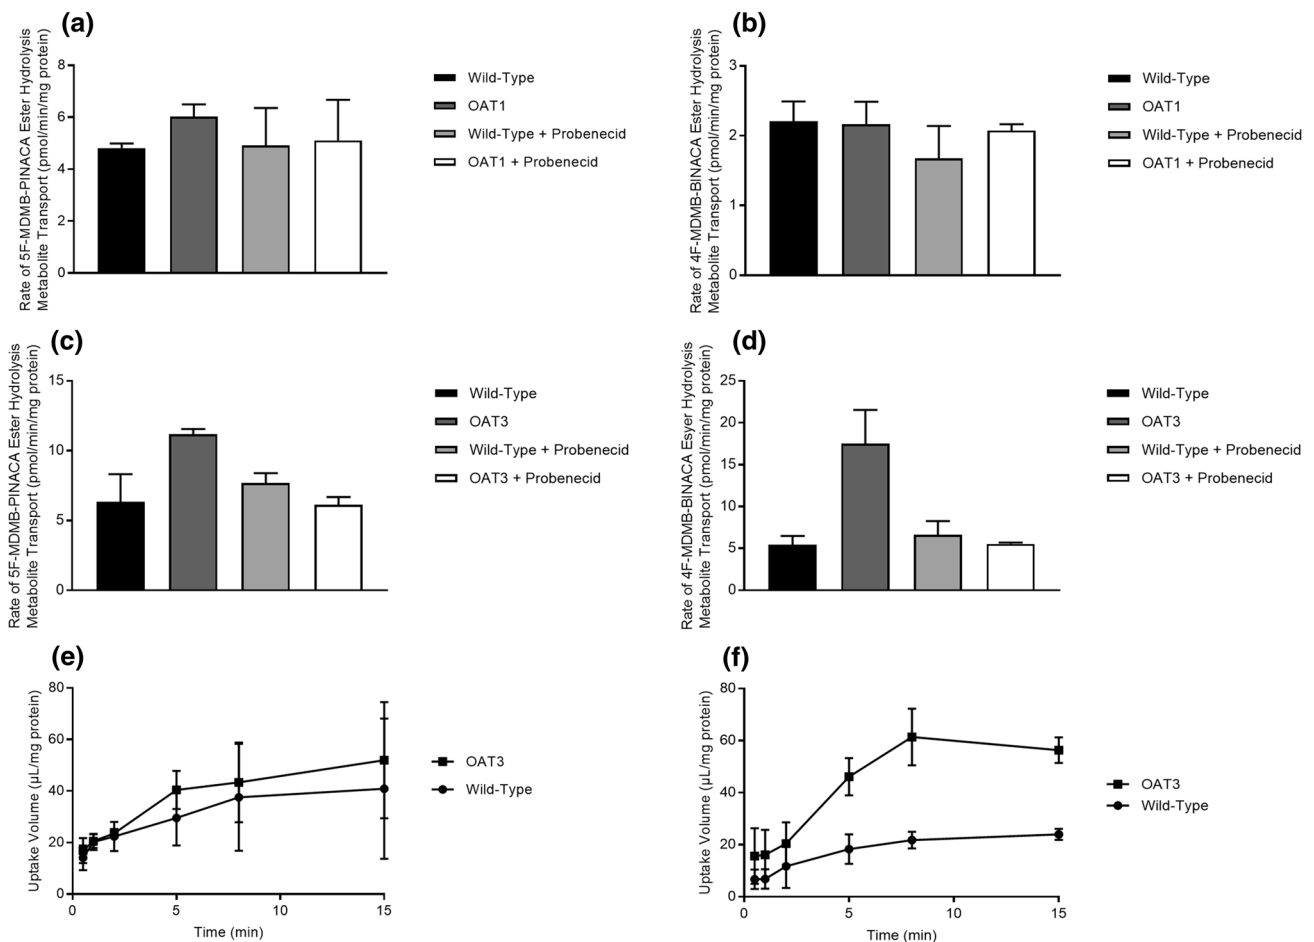 (a)
Rate of 5F-MDMB-PINACA Ester Hydrolysis
Metabolite Transport (pmol/min/mg protein)
8
6
4
2
0
Wild-Type
OAT1
Wild-Type + Probenecid
OAT1 + Probenecid
(b)
Rate of 4F-MDMB-BINACA Ester Hydrolysis
Metabolite Transport (pmol/min/mg protein)
3
2
1
0
Wild-Type
OAT1
Wild-Type + Probenecid
OAT1 + Probenecid
(c)
Rate of 5F-MDMB-PINACA Ester Hydrolysis
Metabolite Transport (pmol/min/mg protein)
15
10
5
0
Wild-Type
OAT3
Wild-Type + Probenecid
OAT3 + Probenecid
(d)
Rate of 4F-MDMB-BINACA Esyer Hydrolysis
Metabolite Transport (pmol/min/mg protein)
25
20
15
10
5
0
Wild-Type
OAT3
Wild-Type + Probenecid
OAT3 + Probenecid
(e)
Uptake Volume (µL/mg protein)
80
60
40
20
0
0 5 10 15
Time (min)
OAT3
Wild-Type
(f)
Uptake Volume (µL/mg protein)
80
60
40
20
0
0 5 10 15
Time (min)
OAT3
Wild-Type